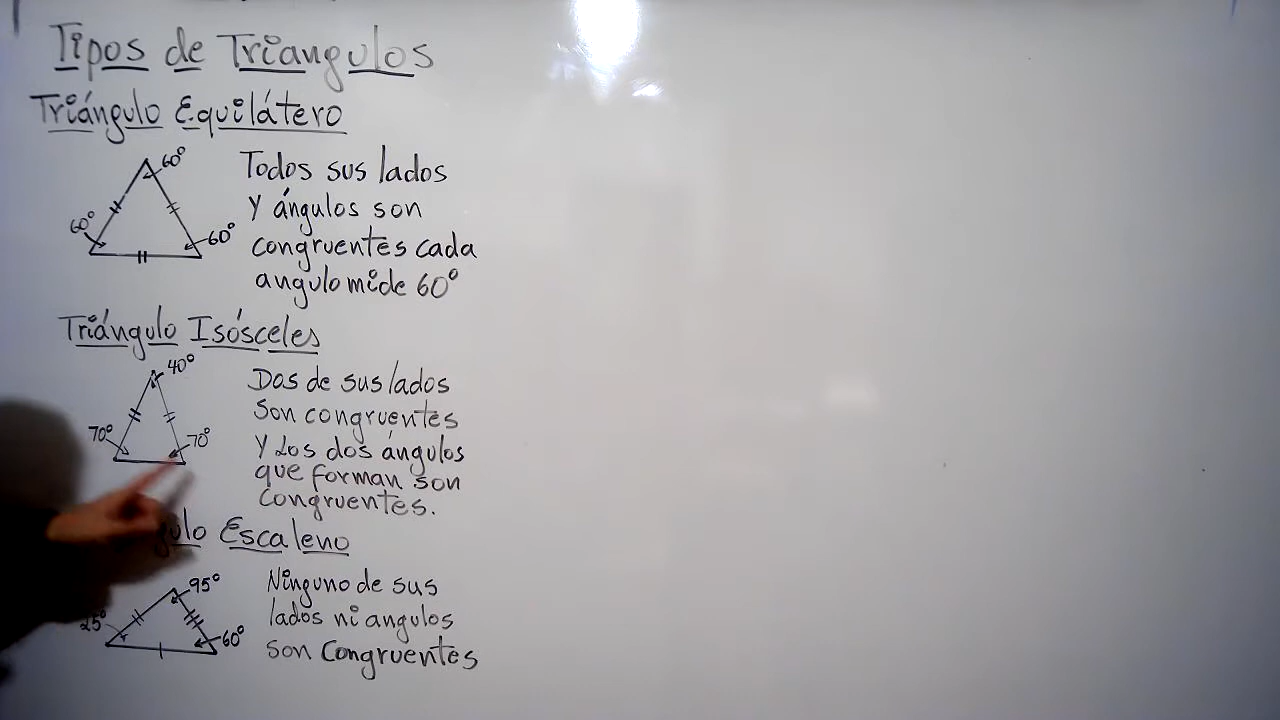 Tipos de Triangulos
Triángulo Equilátero
60°
60°
60°
Todos sus lados
Y ángulos son
congruentes cada
angulo mide 60°
Triángulo Isósceles
40°
70°
70°
Dos de sus lados
Son congruentes
Y Los dos ángulos
que forman son
congruentes.
gulo Escaleno
95°
25°
60°
Ninguno de sus
lados ni angulos
son Congruentes